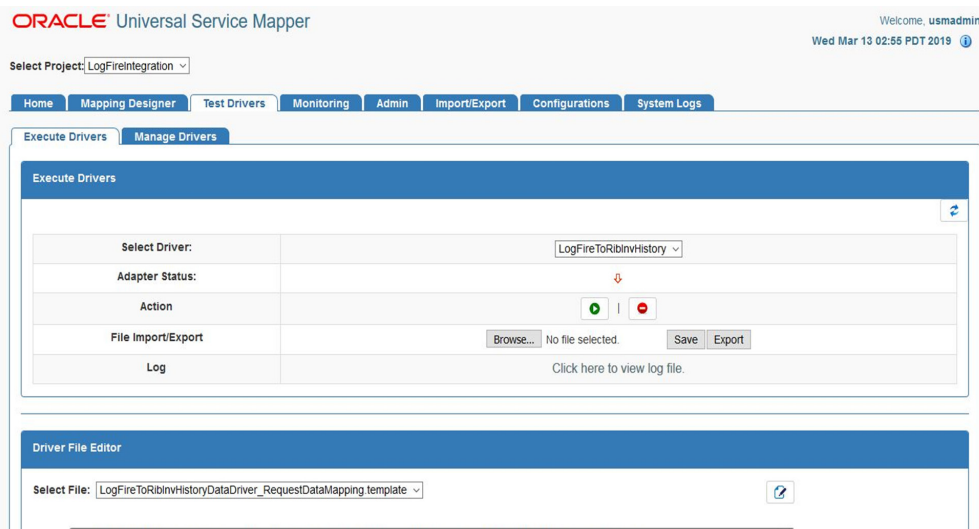 ORACLE® Universal Service Mapper
Welcome, usmadmin
Wed Mar 13 02:55 PDT 2019
Select Project: LogFireIntegration
Home Mapping Designer Test Drivers Monitoring Admin Import/Export Configurations System Logs
Execute Drivers Manage Drivers
Execute Drivers
Select Driver: LogFireToRibInvHistory
Adapter Status:
Action |
File Import/Export Browse... No file selected. Save Export
Log Click here to view log file.
Driver File Editor
Select File: LogFireToRibInvHistoryDataDriver_RequestDataMapping.template